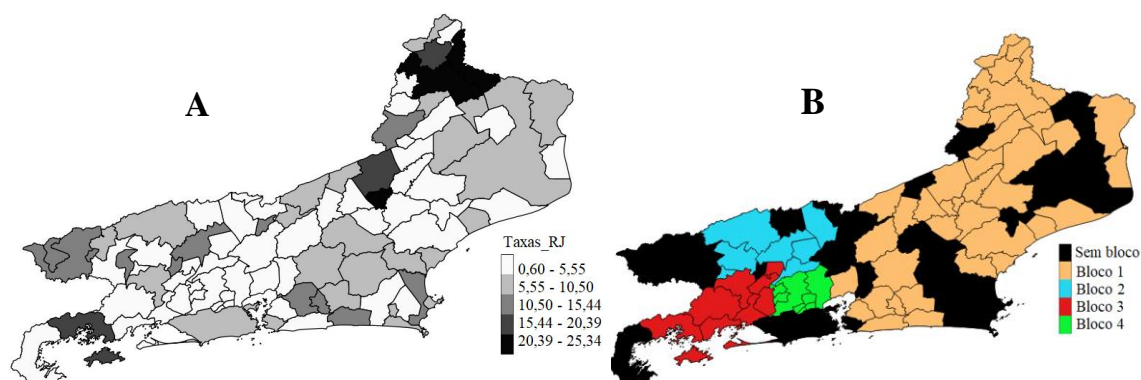 A
Taxas_RJ
0,60 - 5,55
5,55 - 10,50
10,50 - 15,44
15,44 - 20,39
20,39 - 25,34
B
Sem bloco
Bloco 1
Bloco 2
Bloco 3
Bloco 4